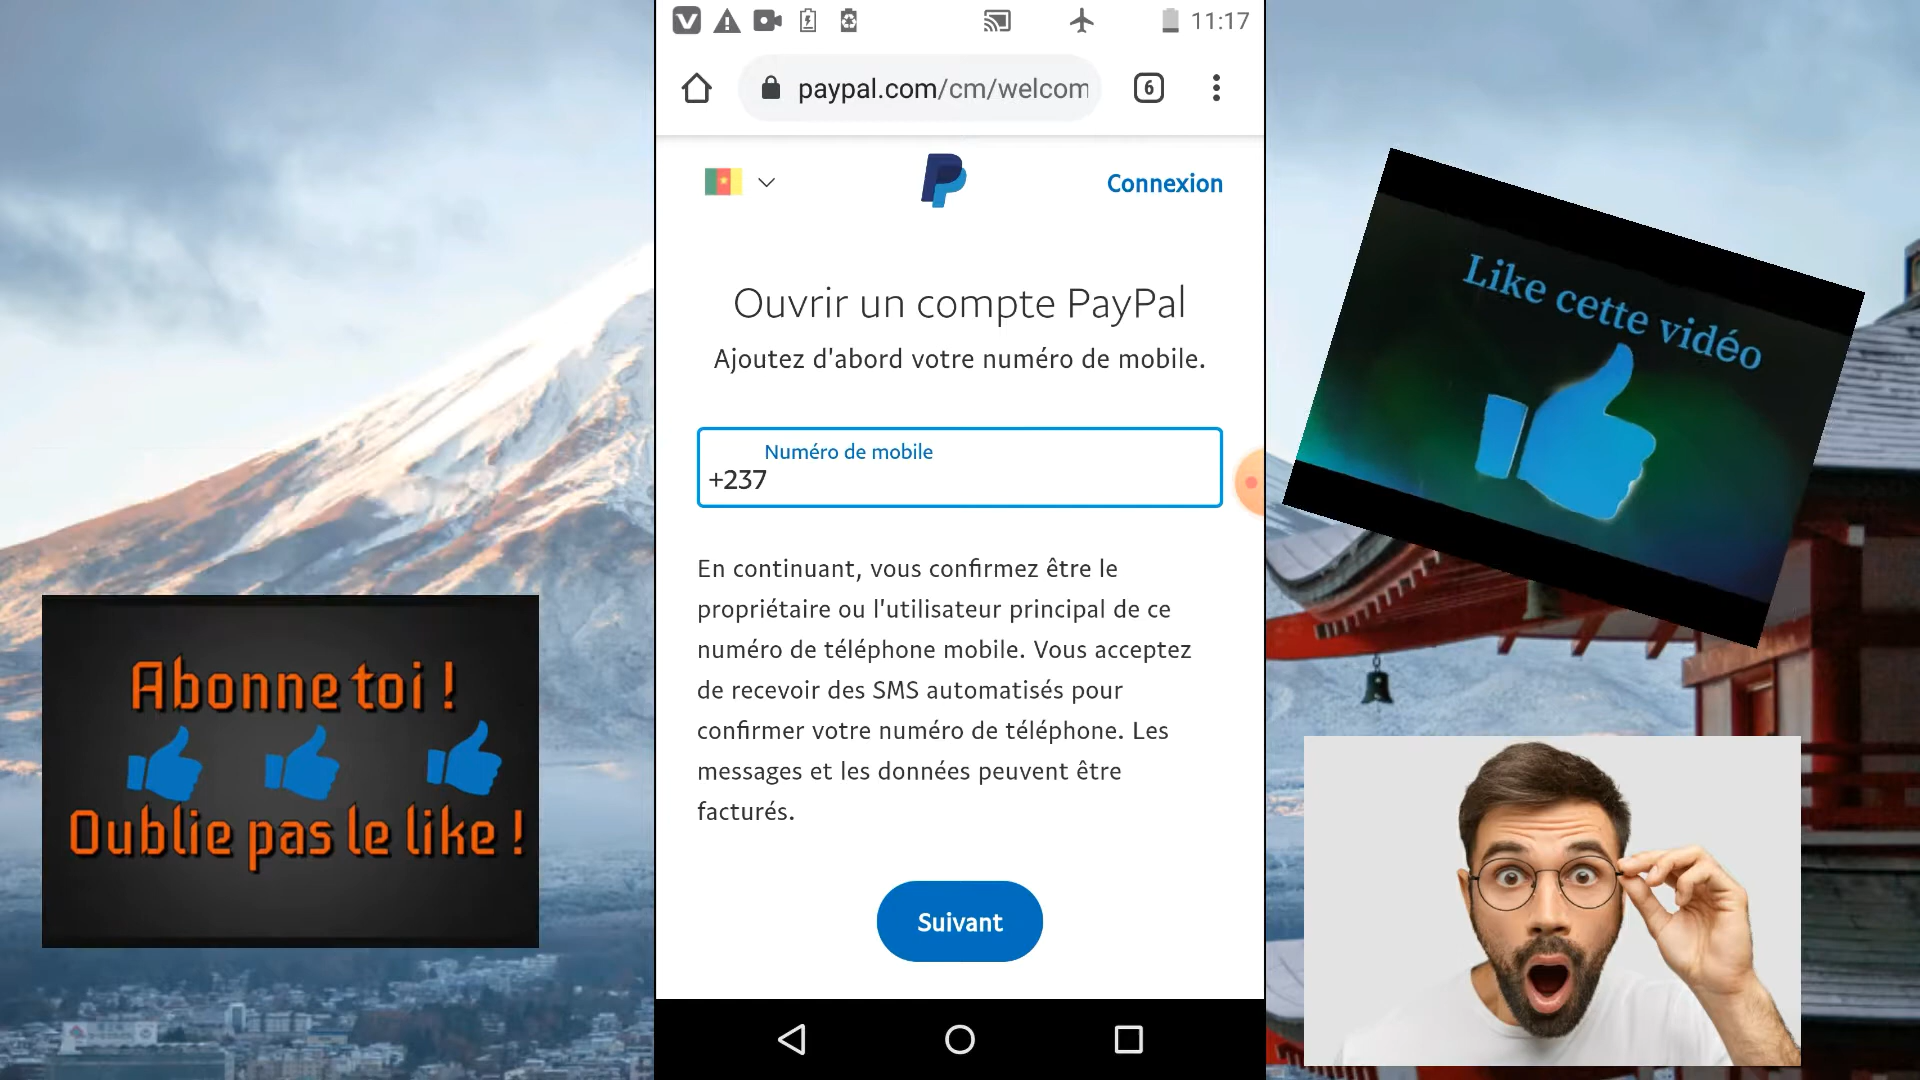 11:17
paypal.com/cm/welcom
6
Connexion
Ouvrir un compte PayPal
Ajoutez d'abord votre numéro de mobile.
Numéro de mobile
+237
En continuant, vous confirmez être le
propriétaire ou l'utilisateur principal de ce
numéro de téléphone mobile. Vous acceptez
de recevoir des SMS automatisés pour
confirmer votre numéro de téléphone. Les
messages et les données peuvent être
facturés.
Suivant
Abonne toi !
Oublie pas le like !
Like cette vidéo